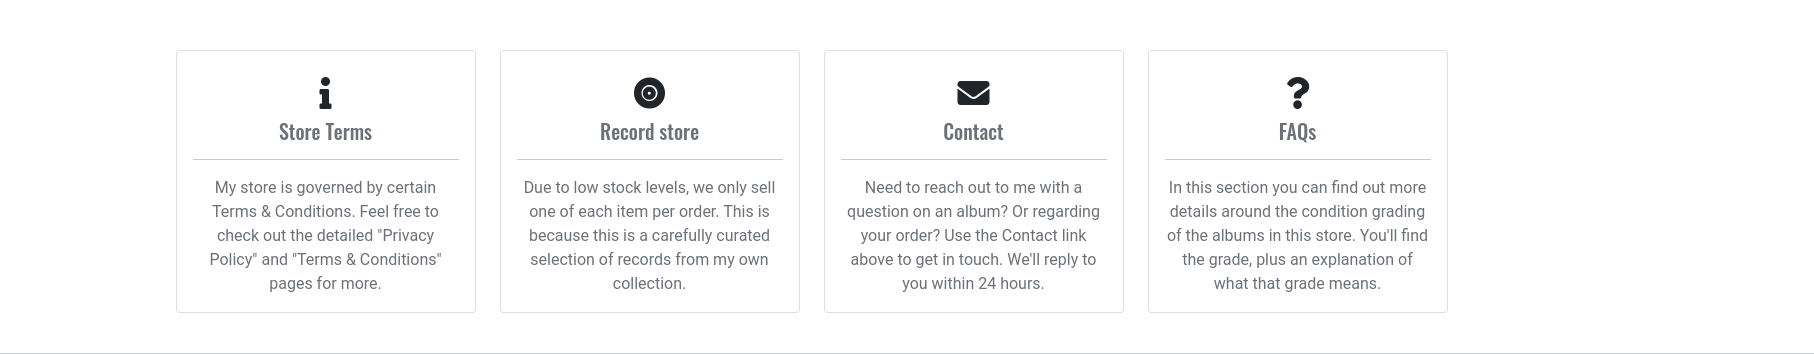 Store Terms
My store is governed by certain
Terms & Conditions. Feel free to
check out the detailed "Privacy
Policy" and "Terms & Conditions"
pages for more.
Record store
Due to low stock levels, we only sell
one of each item per order. This is
because this is a carefully curated
selection of records from my own
collection.
Contact
Need to reach out to me with a
question on an album? Or regarding
your order? Use the Contact link
above to get in touch. We'll reply to
you within 24 hours.
FAQs
In this section you can find out more
details around the condition grading
of the albums in this store. You'll find
the grade, plus an explanation of
what that grade means.